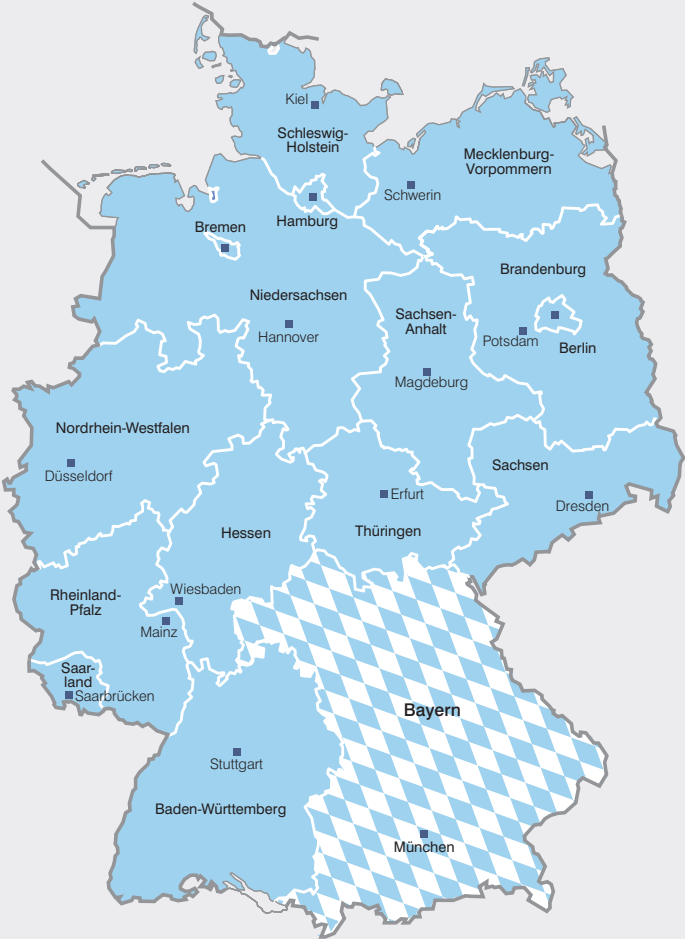 Kiel
Schleswig-
Holstein
Mecklenburg-
Vorpommern
Schwerin
Hamburg
Bremen
Brandenburg
Niedersachsen
Sachsen-
Anhalt
Hannover
Potsdam
Berlin
Magdeburg
Nordrhein-Westfalen
Düsseldorf
Sachsen
Erfurt
Dresden
Hessen
Thüringen
Wiesbaden
Rheinland-
Pfalz
Mainz
Saar-
land
Saarbrücken
Bayern
Stuttgart
Baden-Württemberg
München